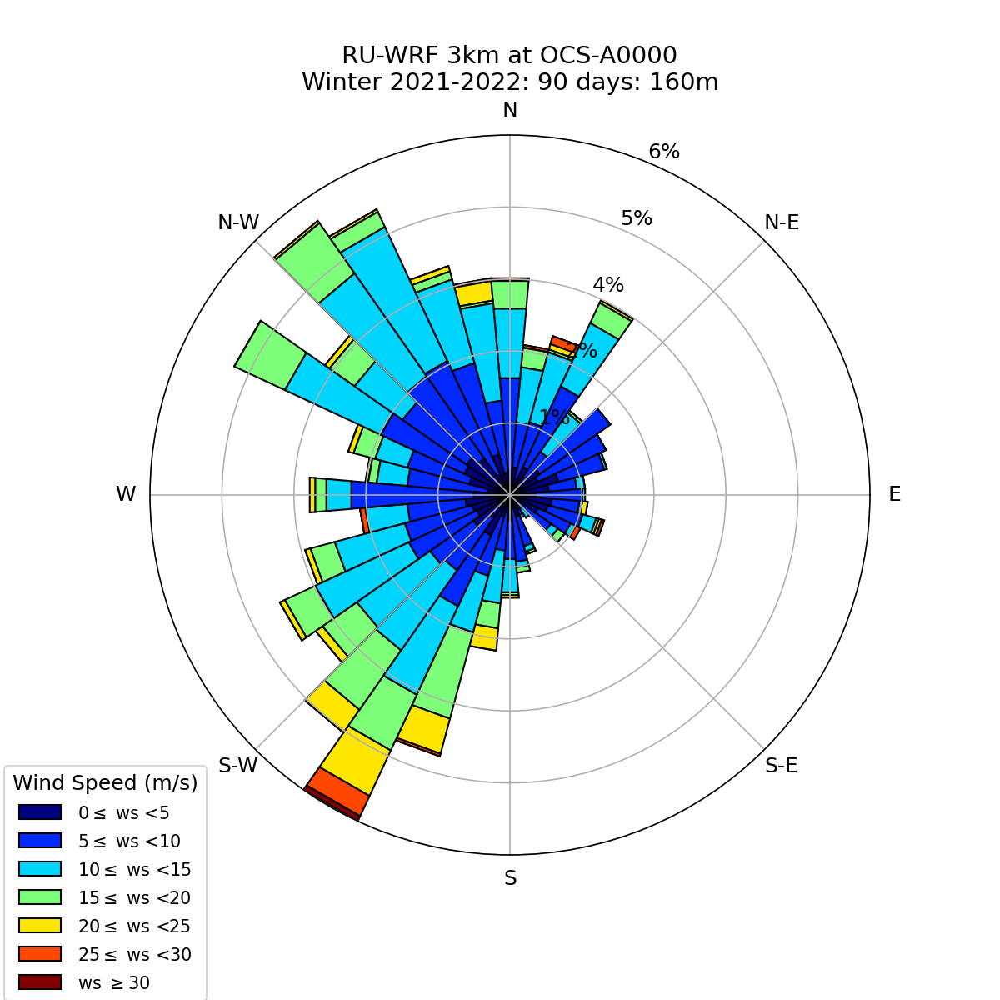 RU-WRF 3km at OCS-A0000
Winter 2021-2022: 90 days: 160m
N
6%
5%
N-W
N-E
4%
2%
1%
W
E
S-W
S-E
S
Wind Speed (m/s)
0 ≤ ws <5
5 ≤ ws <10
10 ≤ ws <15
15 ≤ ws <20
20 ≤ ws <25
25 ≤ ws <30
ws ≥ 30